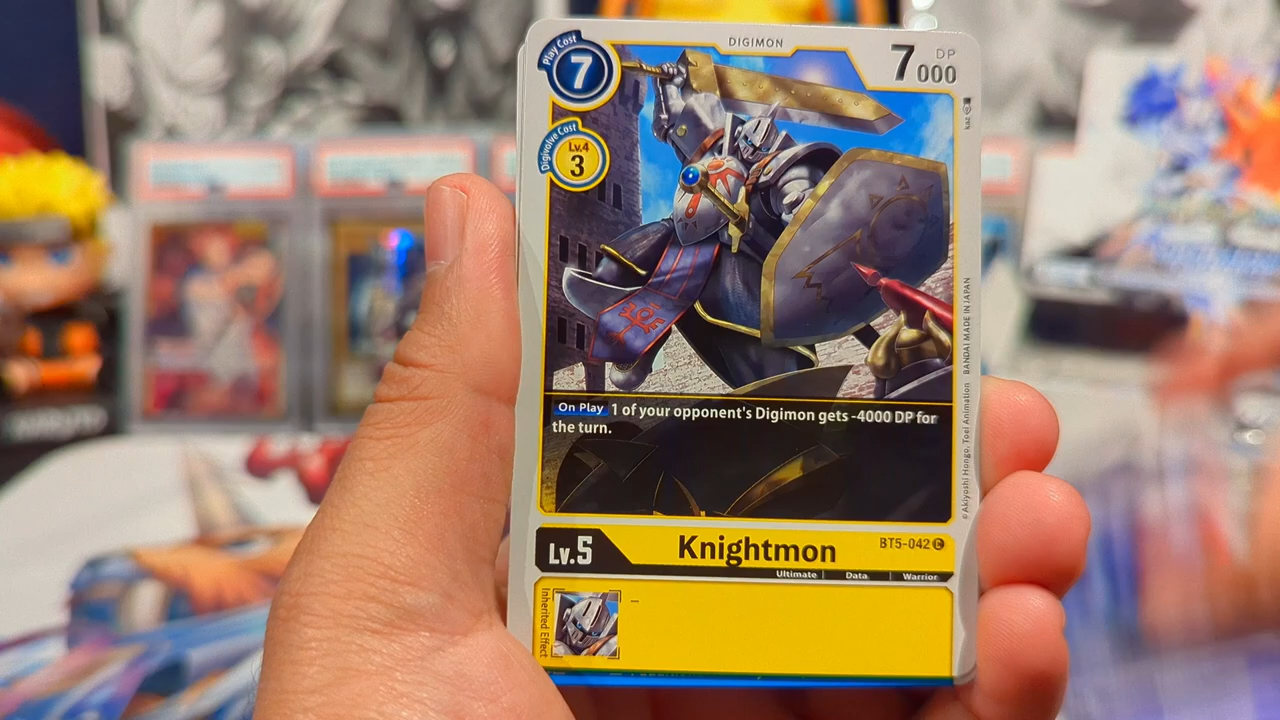 Play Cost
7
DIGIMON
7000
DP
Digivolve Cost
Lv.4
3
kaz
On Play 1 of your opponent's Digimon gets -4000 DP for
the turn.
©Akiyoshi Hongo, Toei Animation BANDAI MADE IN JAPAN
Lv.5
Knightmon
BT5-042 C
Ultimate | Data | Warrior
Inherited Effect
–